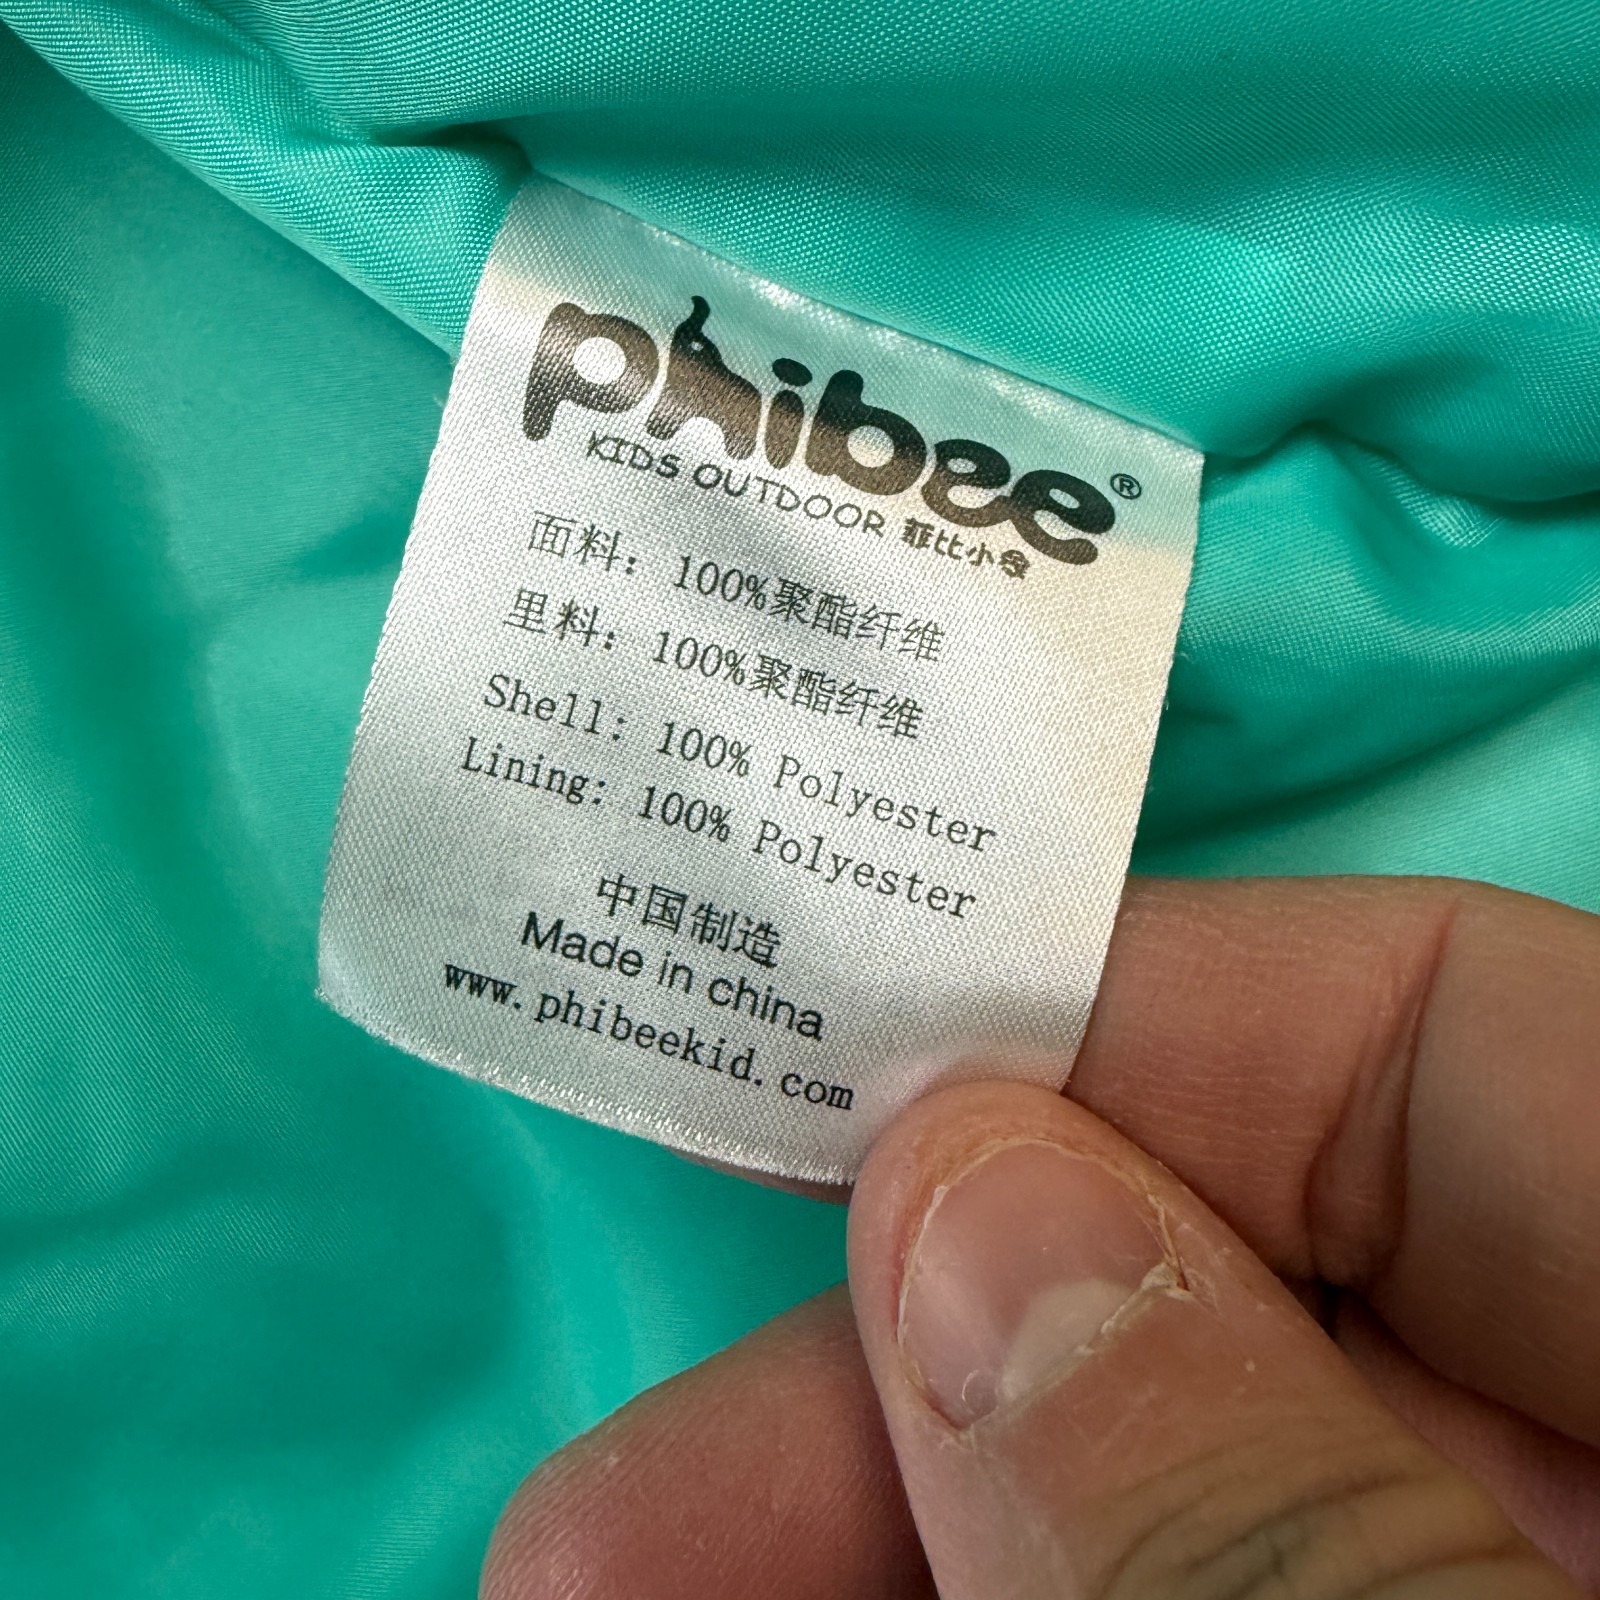 phibee®
KIDS OUTDOOR 菲比小象
面料: 100%聚酯纤维
里料: 100%聚酯纤维
Shell: 100% Polyester
Lining: 100% Polyester
中国制造
Made in china
www.phibeekid.com